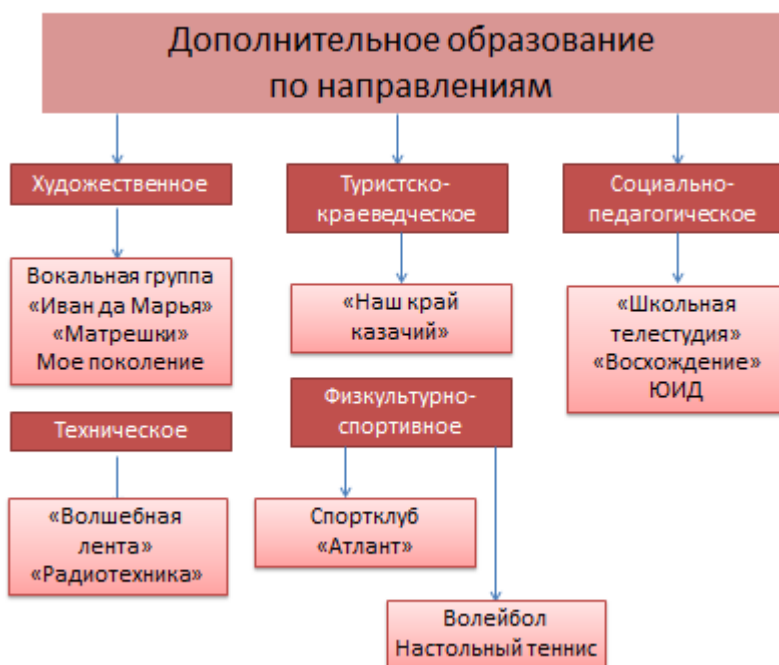 Дополнительное образование
по направлениям
Художественное
Туристско-
краеведческое
Социально-
педагогическое
Вокальная группа
«Иван да Марья»
«Матрешки»
Мое поколение
«Наш край
казачий»
«Школьная
телестудия»
«Восхождение»
ЮИД
Техническое
Физкультурно-
спортивное
«Волшебная
лента»
«Радиотехника»
Спортклуб
«Атлант»
Волейбол
Настольный теннис